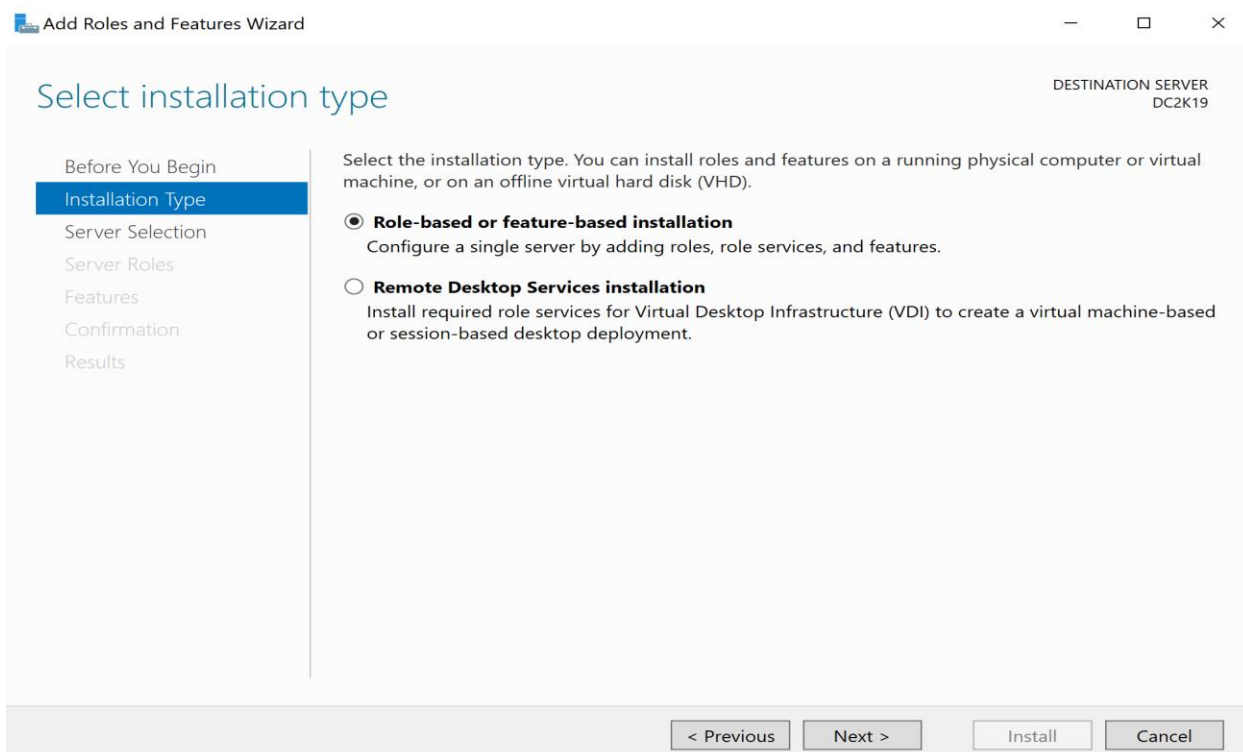 Add Roles and Features Wizard
Select installation type
DESTINATION SERVER
DC2K19
Before You Begin
Installation Type
Server Selection
Server Roles
Features
Confirmation
Results
Select the installation type. You can install roles and features on a running physical computer or virtual
machine, or on an offline virtual hard disk (VHD).
Role-based or feature-based installation
Configure a single server by adding roles, role services, and features.
Remote Desktop Services installation
Install required role services for Virtual Desktop Infrastructure (VDI) to create a virtual machine-based
or session-based desktop deployment.
< Previous
Next >
Install
Cancel